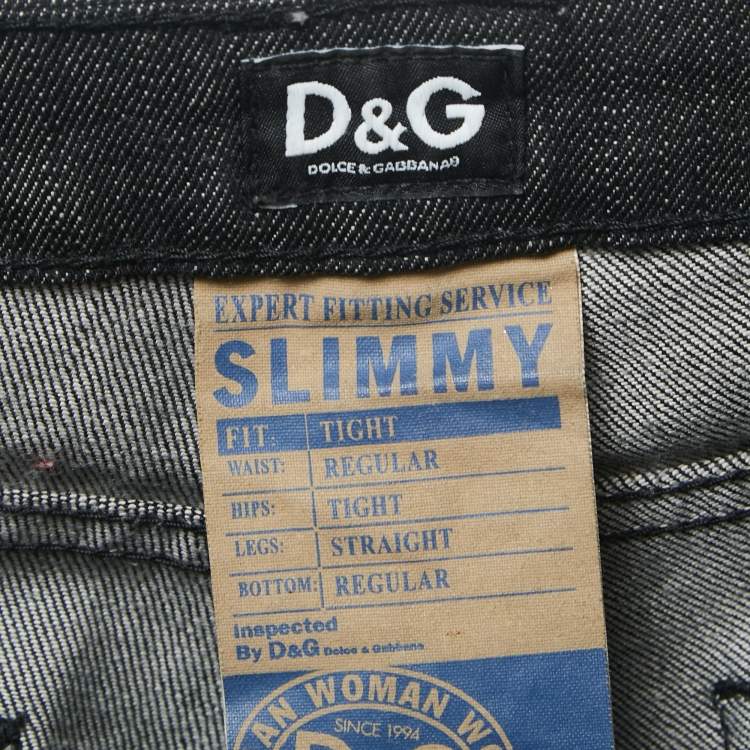 D&G
DOLCE & GABBANA
EXPERT FITTING SERVICE
SLIMMY
FIT: TIGHT
WAIST: REGULAR
HIPS: TIGHT
LEGS: STRAIGHT
BOTTOM: REGULAR
Inspected
By D&G Dolce & Gabbana
WOMAN
SINCE 1994
D&G